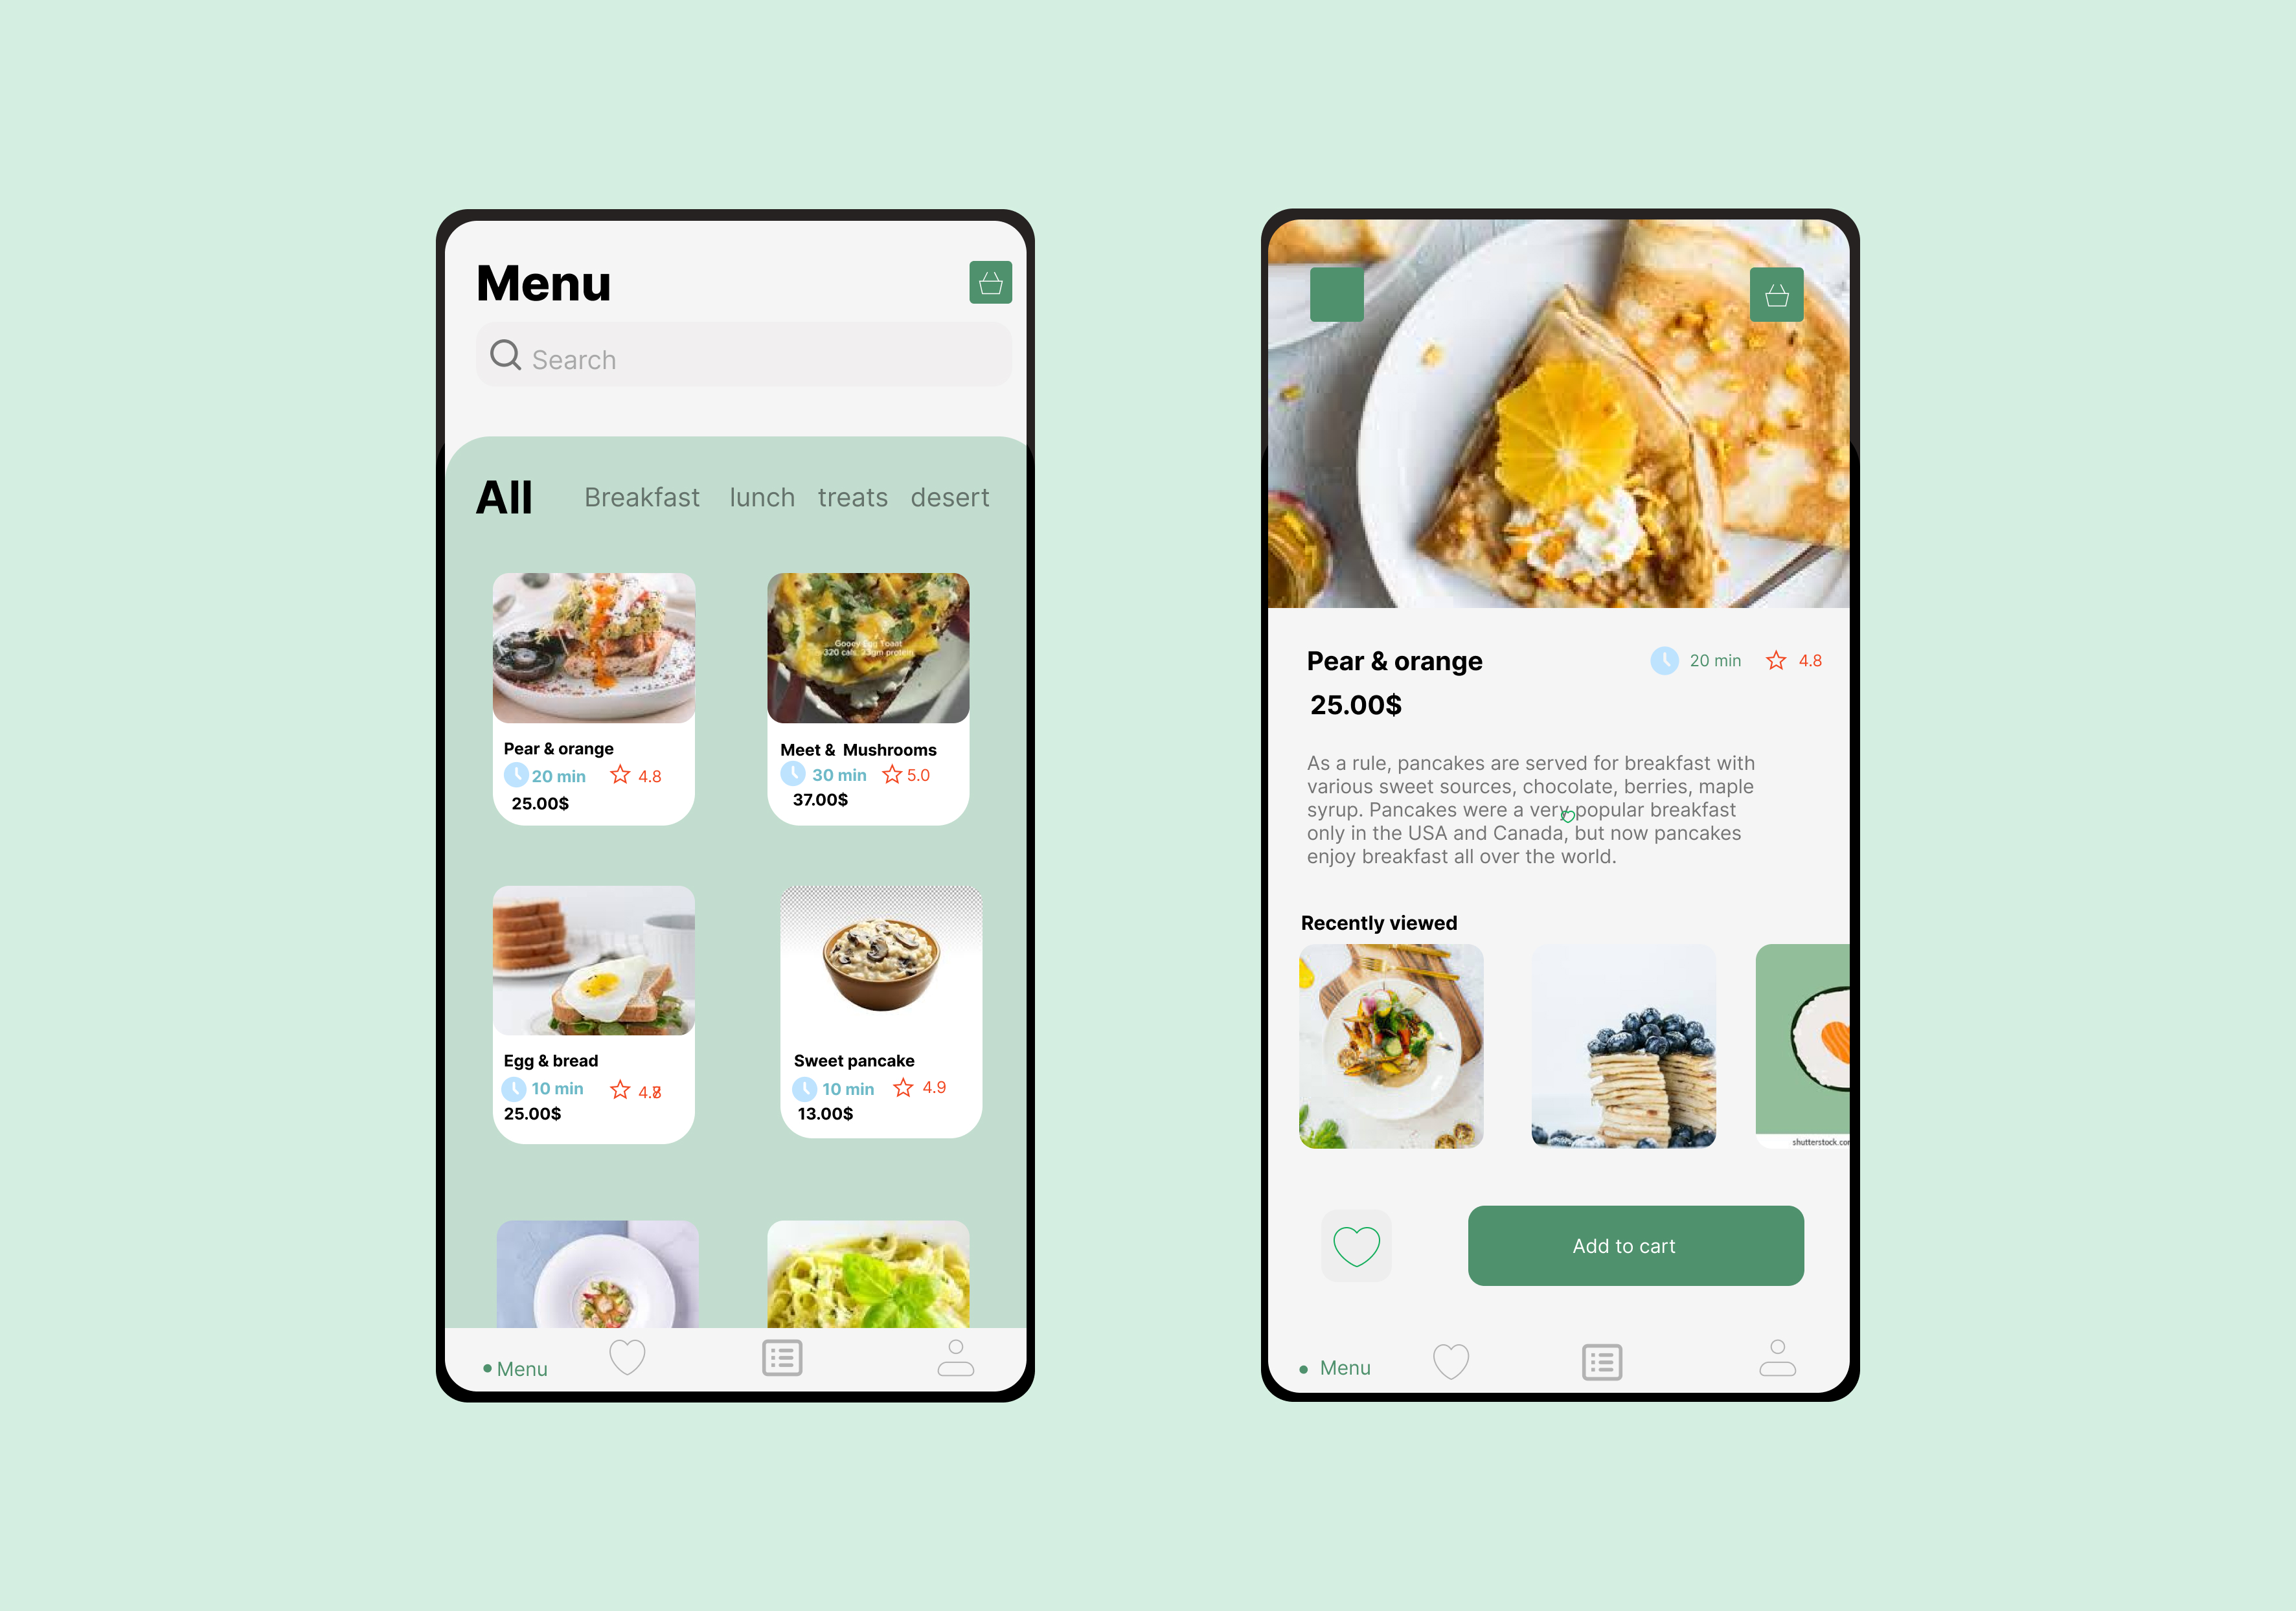 Menu
Search
All Breakfast lunch treats desert
Gooey Egg Toast
320 cals, 23gm protein
Pear & orange
20 min 4.8
25.00$
Meet & Mushrooms
30 min 5.0
37.00$
Egg & bread
10 min
25.00$
Sweet pancake
10 min 4.9
13.00$
Menu
Pear & orange
20 min 4.8
25.00$
As a rule, pancakes are served for breakfast with
various sweet sources, chocolate, berries, maple
syrup. Pancakes were a very popular breakfast
only in the USA and Canada, but now pancakes
enjoy breakfast all over the world.
Recently viewed
Add to cart
Menu